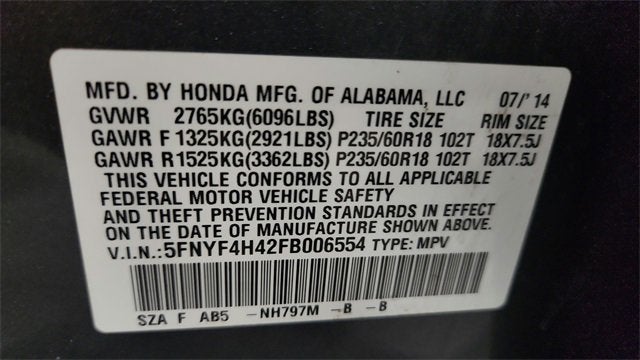 MFD. BY HONDA MFG. OF ALABAMA, LLC 07/'14
GVWR 2765KG(6096LBS) TIRE SIZE RIM SIZE
GAWR F 1325KG(2921LBS) P235/60R18 102T 18X7.5J
GAWR R 1525KG(3362LBS) P235/60R18 102T 18X7.5J
THIS VEHICLE CONFORMS TO ALL APPLICABLE
FEDERAL MOTOR VEHICLE SAFETY
AND THEFT PREVENTION STANDARDS IN EFFECT
ON THE DATE OF MANUFACTURE SHOWN ABOVE.
V.I.N.:5FNYF4H42FB006554 TYPE: MPV
SZA F AB5 -NH797M -B -B